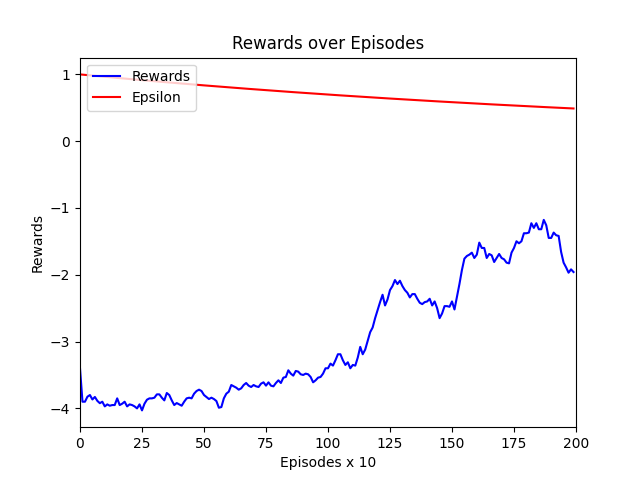 Rewards over Episodes
Rewards
Epsilon
1
0
−1
−2
−3
−4
Rewards
0 25 50 75 100 125 150 175 200
Episodes x 10